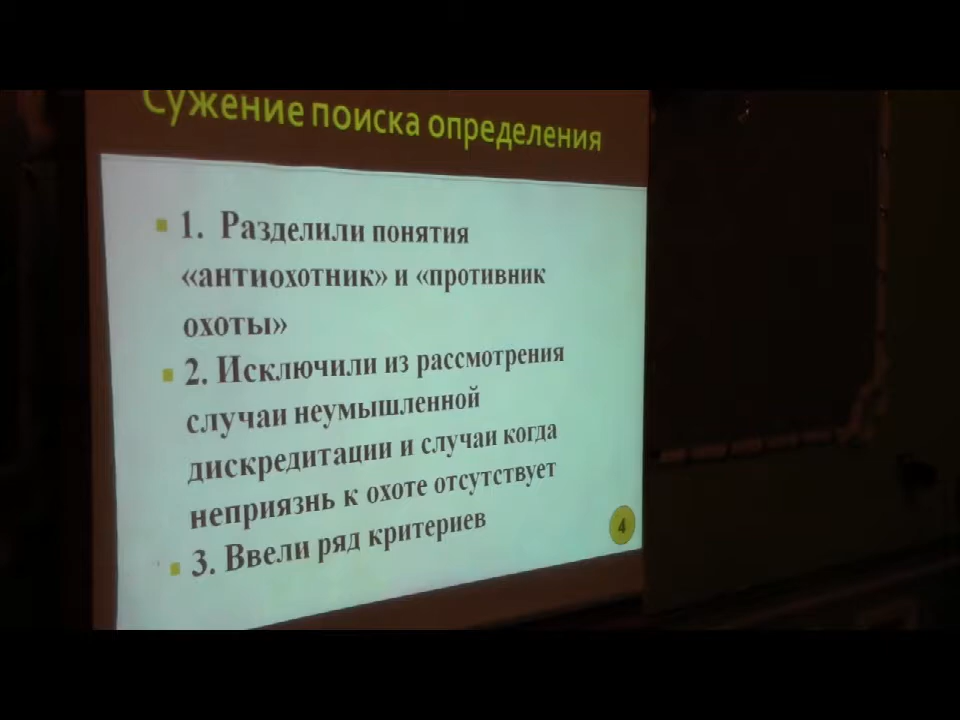 Сужение поиска определения
1. Разделили понятия
«антиохотник» и «противник
охоты»
2. Исключили из рассмотрения
случаи неумышленной
дискредитации и случаи когда
неприязнь к охоте отсутствует
3. Ввели ряд критериев
4